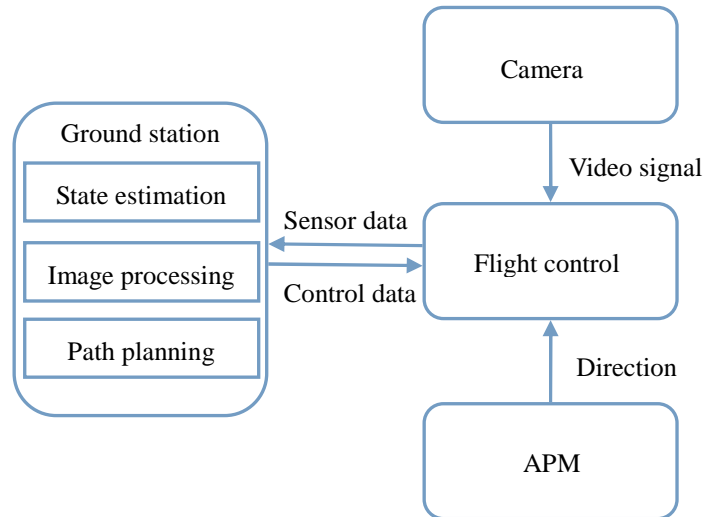 Camera
Ground station
State estimation
Video signal
Sensor data
Image processing
Flight control
Control data
Path planning
Direction
APM